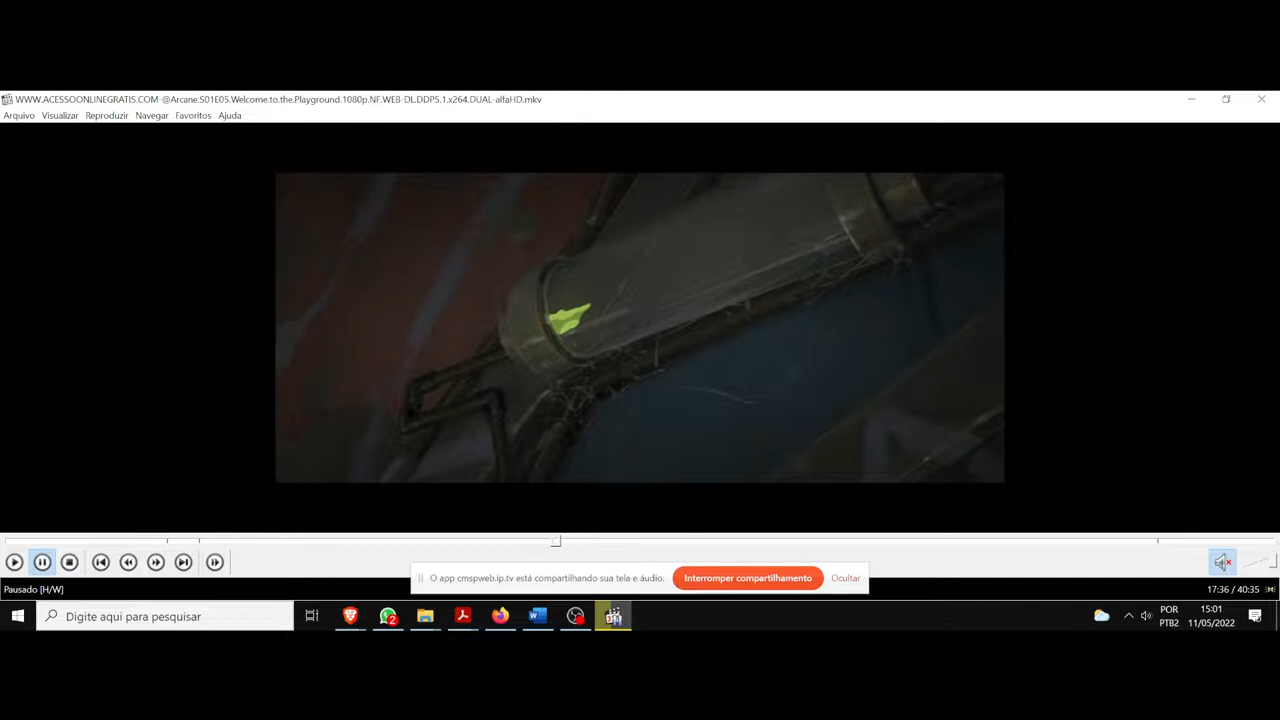 WWW.ACESSOONLINEGRATIS.COM-@Arcane.S01E05.Welcome.to.the.Playground.1080p.NF.WEB-DL.DDP5.1.x264.DUAL-alfaHD.mkv
Arquivo Visualizar Reproduzir Navegar Favoritos Ajuda
O app cmspweb.ip.tv está compartilhando sua tela e áudio. Interromper compartilhamento Ocultar
Pausado [H/W] 17:36 / 40:35
Digite aqui para pesquisar
2
POR
PTB2
15:01
11/05/2022